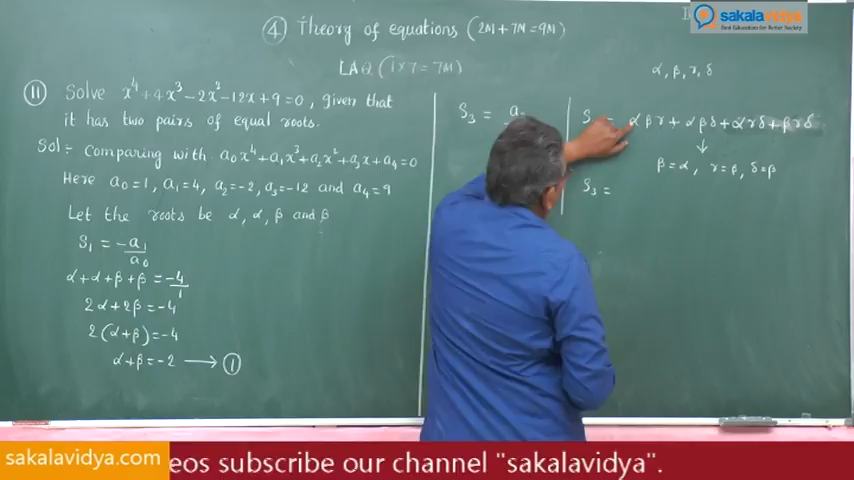 ④ Theory of equations (2M+7M=9M)
LAQ (1×7=7M)
⑪ Solve x⁴+4x³-2x²-12x+9=0, given that
it has two pairs of equal roots.
Sol:- Comparing with a₀x⁴+a₁x³+a₂x²+a₃x+a₄=0
Here a₀=1, a₁=4, a₂=-2, a₃=-12 and a₄=9
Let the roots be α, α, β and β
S₁ = -a₁/a₀
α+α+β+β = -4/1
2α+2β = -4
2(α+β) = -4
α+β = -2 → ①
S₃ =
α, β, γ, δ
αβγ + αβδ + αγδ + βγδ
↓
β=α, γ=β, δ=β
S₃ =
sakalavidya
sakalavidya.com
eos subscribe our channel "sakalavidya".